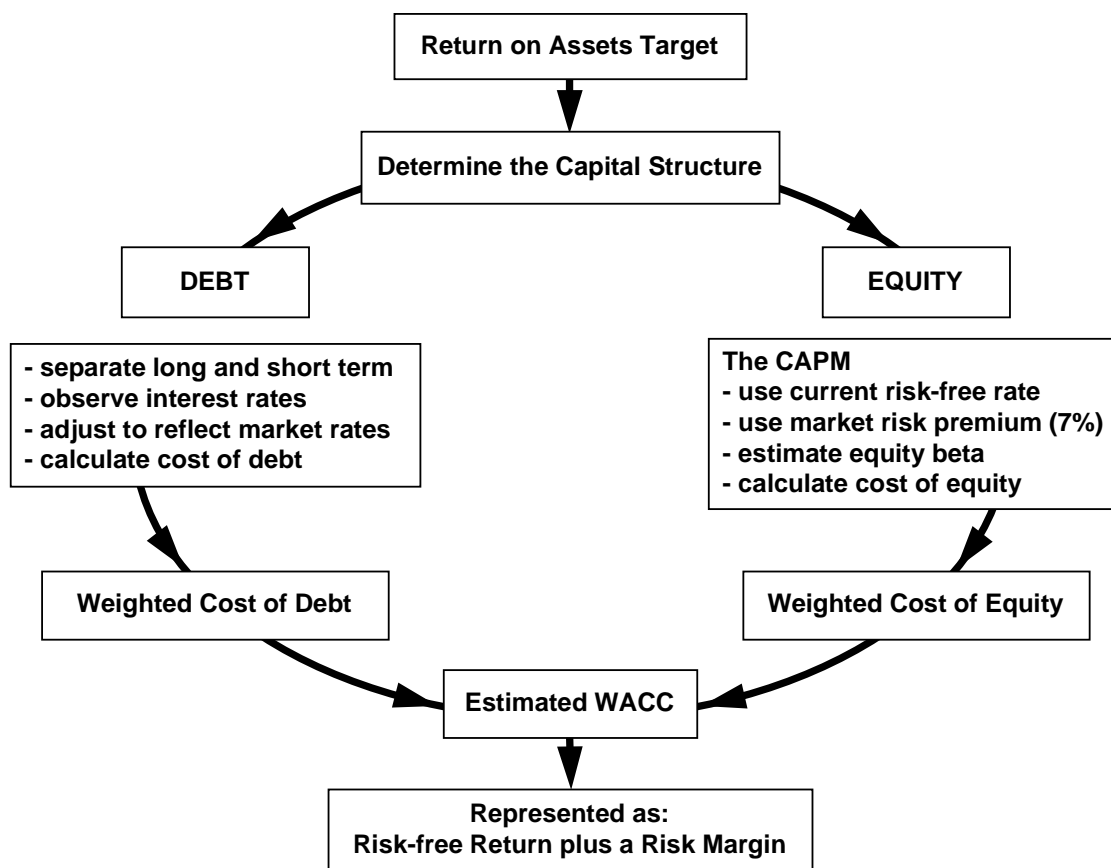 Return on Assets Target
Determine the Capital Structure
DEBT
EQUITY
- separate long and short term
- observe interest rates
- adjust to reflect market rates
- calculate cost of debt
The CAPM
- use current risk-free rate
- use market risk premium (7%)
- estimate equity beta
- calculate cost of equity
Weighted Cost of Debt
Weighted Cost of Equity
Estimated WACC
Represented as:
Risk-free Return plus a Risk Margin